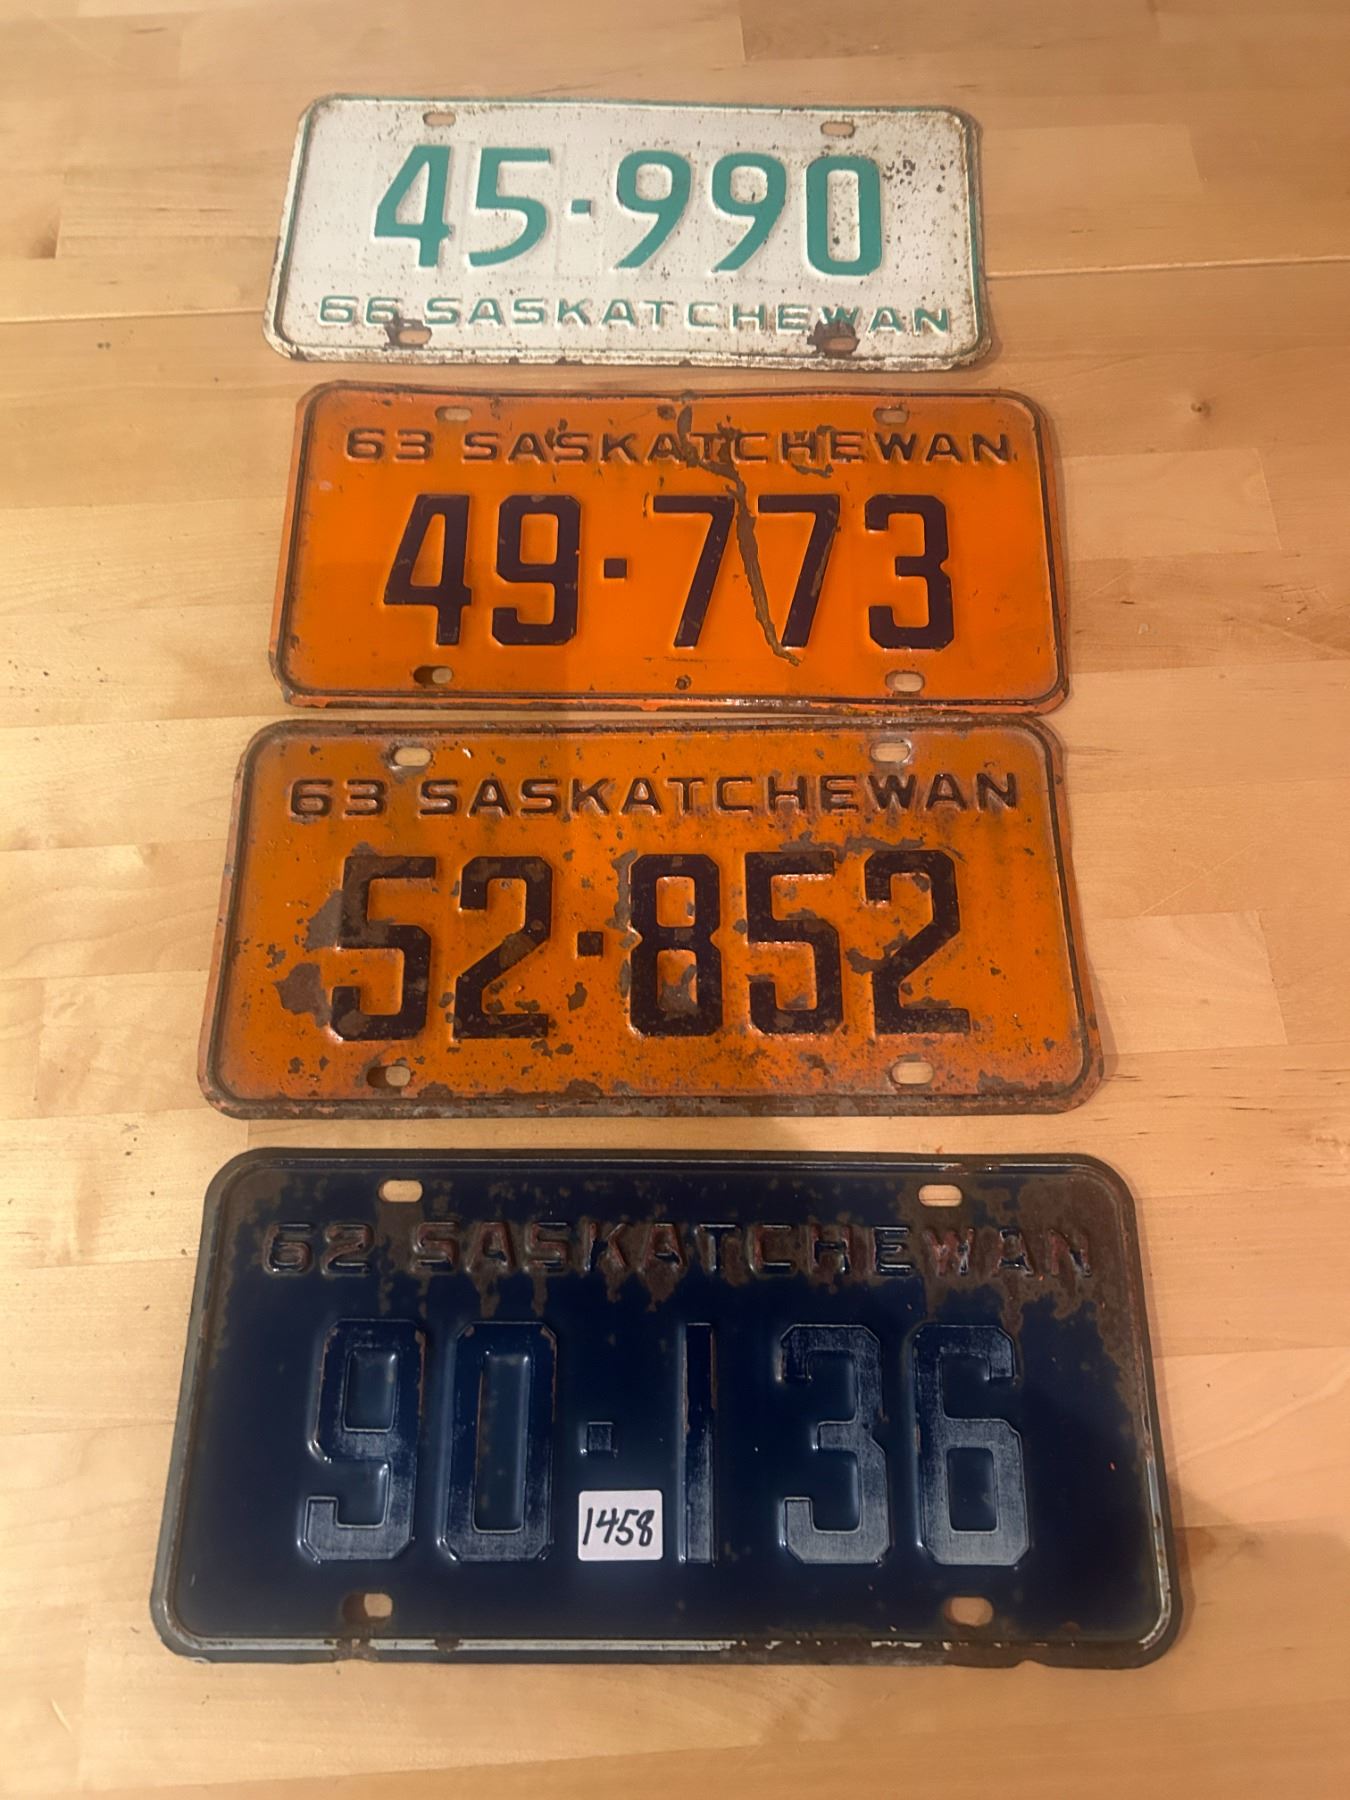 45-990
66 SASKATCHEWAN
63 SASKATCHEWAN
49-773
63 SASKATCHEWAN
52-852
62 SASKATCHEWAN
90-136
1458